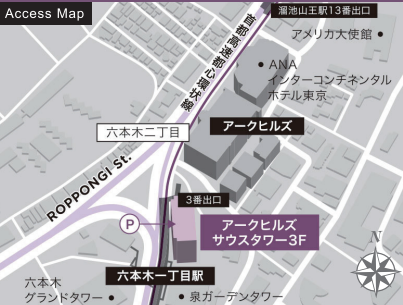 Access Map
溜池山王駅13番出口
アメリカ大使館
首都高速都心環状線
ANA
インターコンチネンタル
ホテル東京
六本木二丁目
アークヒルズ
ROPPONGI St.
3番出口
P
アークヒルズ
サウスタワー3F
N
六本木一丁目駅
六本木
グランドタワー
泉ガーデンタワー